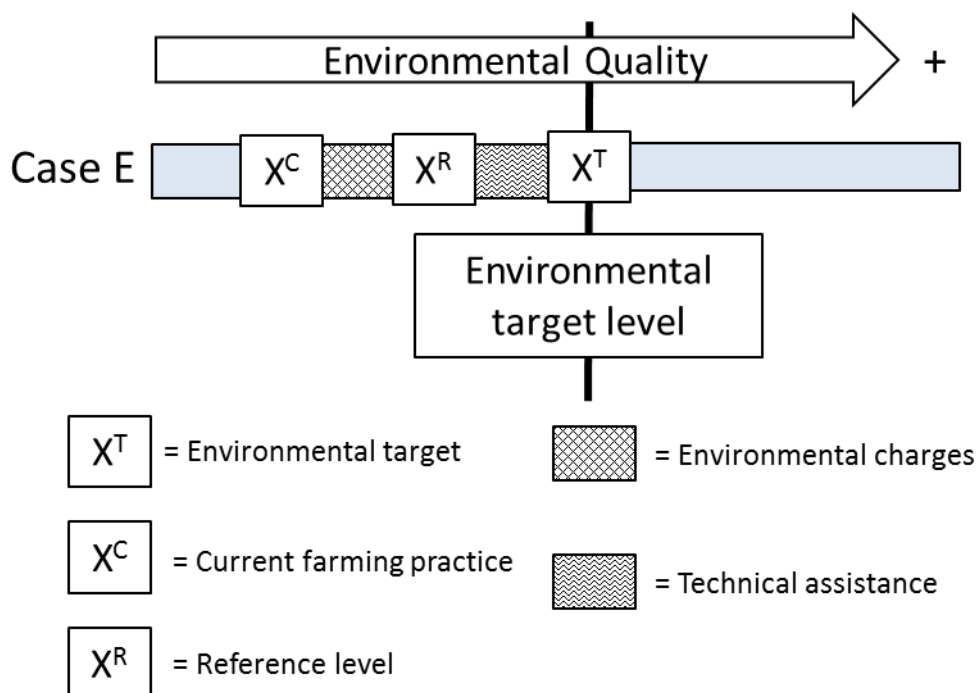 Environmental Quality +
Case E X^C X^R X^T
Environmental
target level
X^T = Environmental target
= Environmental charges
X^C = Current farming practice
= Technical assistance
X^R = Reference level